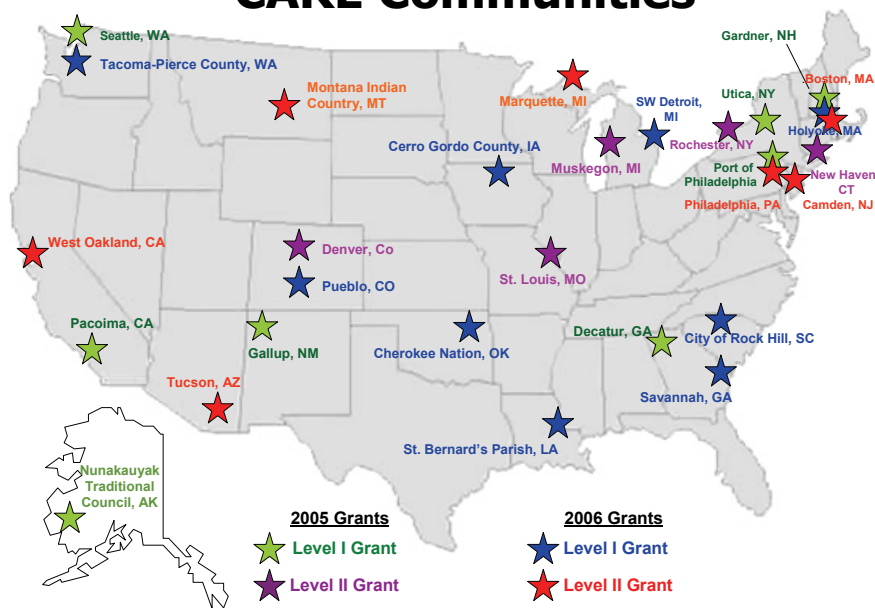 CARE Communities
Seattle, WA
Tacoma-Pierce County, WA
Montana Indian
Country, MT
Marquette, MI
SW Detroit,
MI
Gardner, NH
Boston, MA
Utica, NY
Holyoke, MA
Rochester, NY
Cerro Gordo County, IA
Muskegon, MI
Port of
Philadelphia
New Haven
CT
Philadelphia, PA
Camden, NJ
West Oakland, CA
Denver, Co
Pueblo, CO
St. Louis, MO
Pacoima, CA
Gallup, NM
Cherokee Nation, OK
Decatur, GA
City of Rock Hill, SC
Tucson, AZ
Savannah, GA
St. Bernard's Parish, LA
Nunakauyak
Traditional
Council, AK
2005 Grants
Level I Grant
Level II Grant
2006 Grants
Level I Grant
Level II Grant